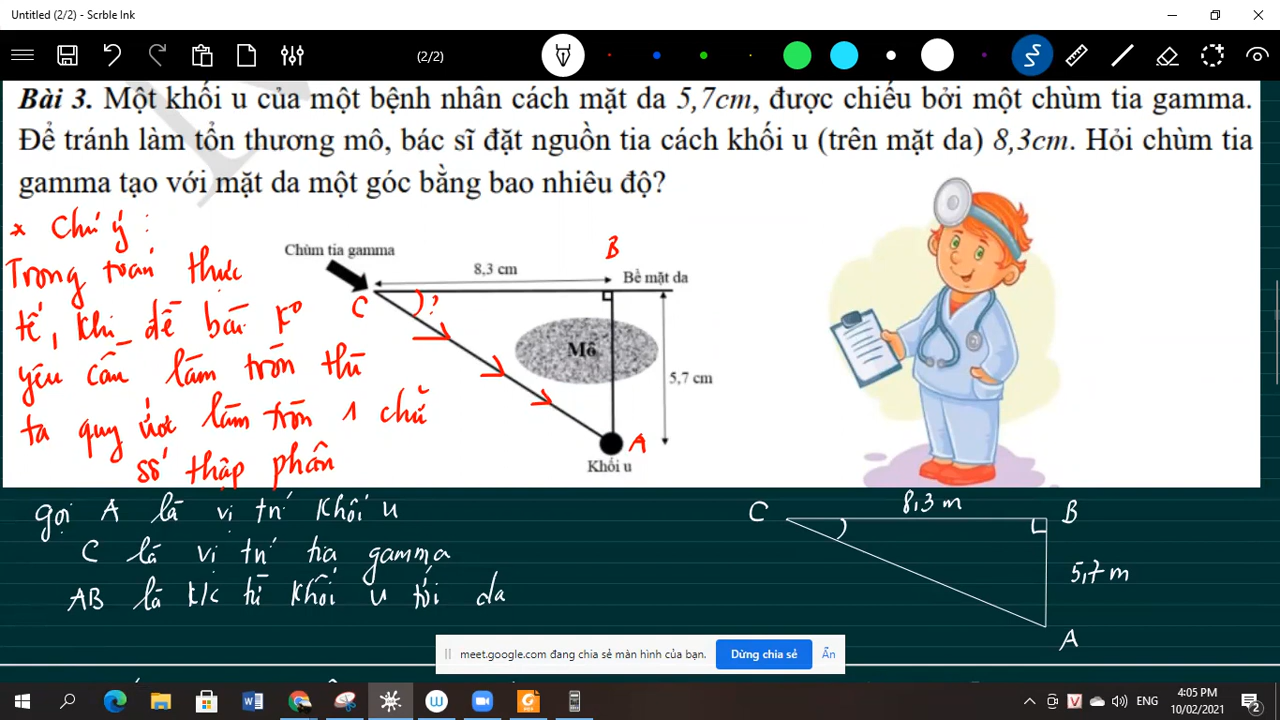 Untitled (2/2) - Scrble Ink
(2/2)
Bài 3. Một khối u của một bệnh nhân cách mặt da 5,7cm, được chiếu bởi một chùm tia gamma.
Để tránh làm tổn thương mô, bác sĩ đặt nguồn tia cách khối u (trên mặt da) 8,3cm. Hỏi chùm tia
gamma tạo với mặt da một góc bằng bao nhiêu độ?
* Chú ý :
Trong toán thực
tế, khi đề bài ko
yêu cầu làm tròn thì
ta quy ước làm tròn 1 chữ
số thập phân
Chùm tia gamma
8,3 cm
B
Bề mặt da
C
?
Mô
5,7 cm
A
Khối u
gọi A là vị trí khối u
C là vị trí tia gamma
AB là k/c từ khối u tới da
C
8,3 m
B
5,7 m
A
meet.google.com đang chia sẻ màn hình của bạn.
Dừng chia sẻ
Ẩn
ENG
4:05 PM
10/02/2021
2